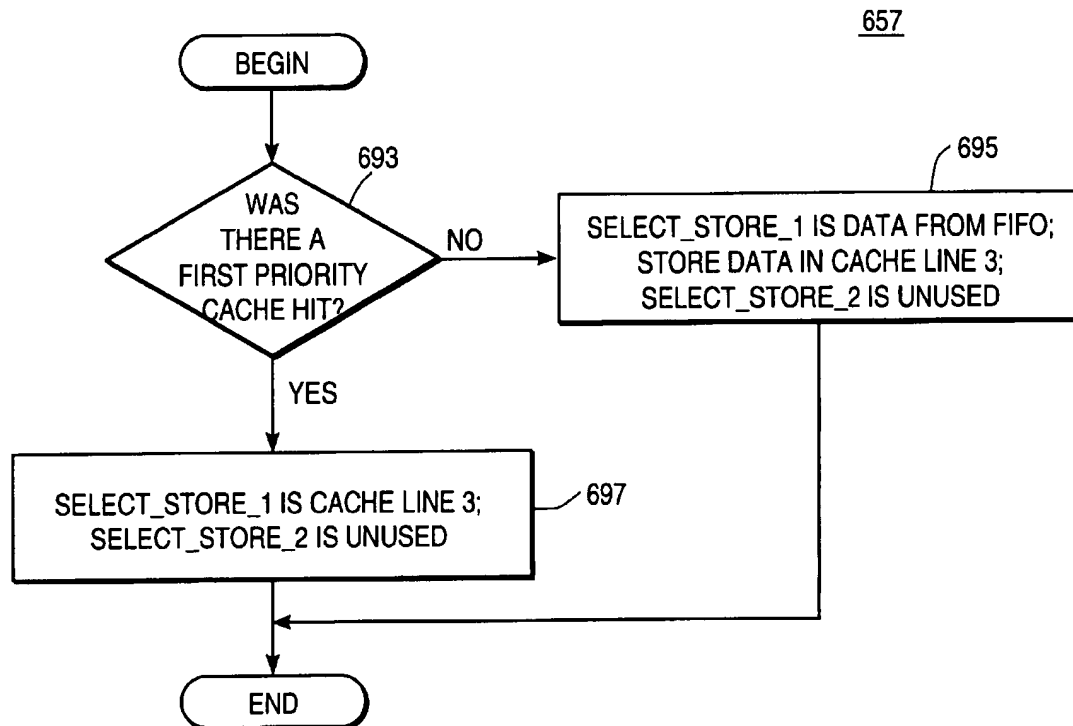 657
BEGIN
693
WAS
THERE A
FIRST PRIORITY
CACHE HIT?
NO
695
SELECT_STORE_1 IS DATA FROM FIFO;
STORE DATA IN CACHE LINE 3;
SELECT_STORE_2 IS UNUSED
YES
SELECT_STORE_1 IS CACHE LINE 3;
SELECT_STORE_2 IS UNUSED
697
END